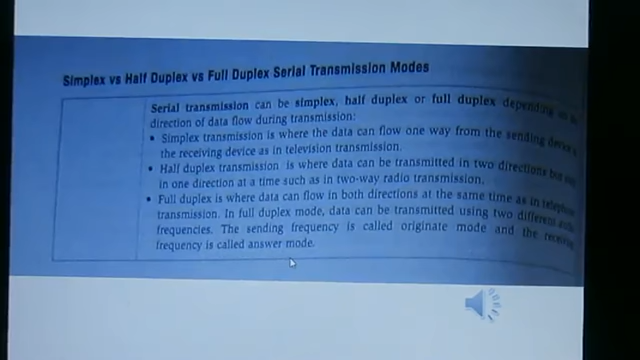 Simplex vs Half Duplex vs Full Duplex Serial Transmission Modes
Serial transmission can be simplex, half duplex or full duplex depending on the
direction of data flow during transmission:
• Simplex transmission is where the data can flow one way from the sending device
the receiving device as in television transmission.
• Half duplex transmission is where data can be transmitted in two directions but only
in one direction at a time such as in two-way radio transmission.
• Full duplex is where data can flow in both directions at the same time as in telephone
transmission. In full duplex mode, data can be transmitted using two different
frequencies. The sending frequency is called originate mode and the receiving
frequency is called answer mode.